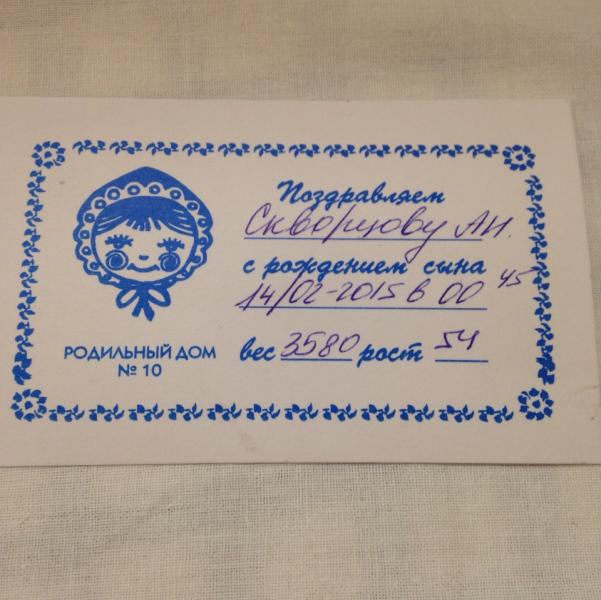 Поздравляем
Скворцову А.Н.
с рождением сына
14/02-2015 в 00 45
вес 3580 рост 54
РОДИЛЬНЫЙ ДОМ
№ 10